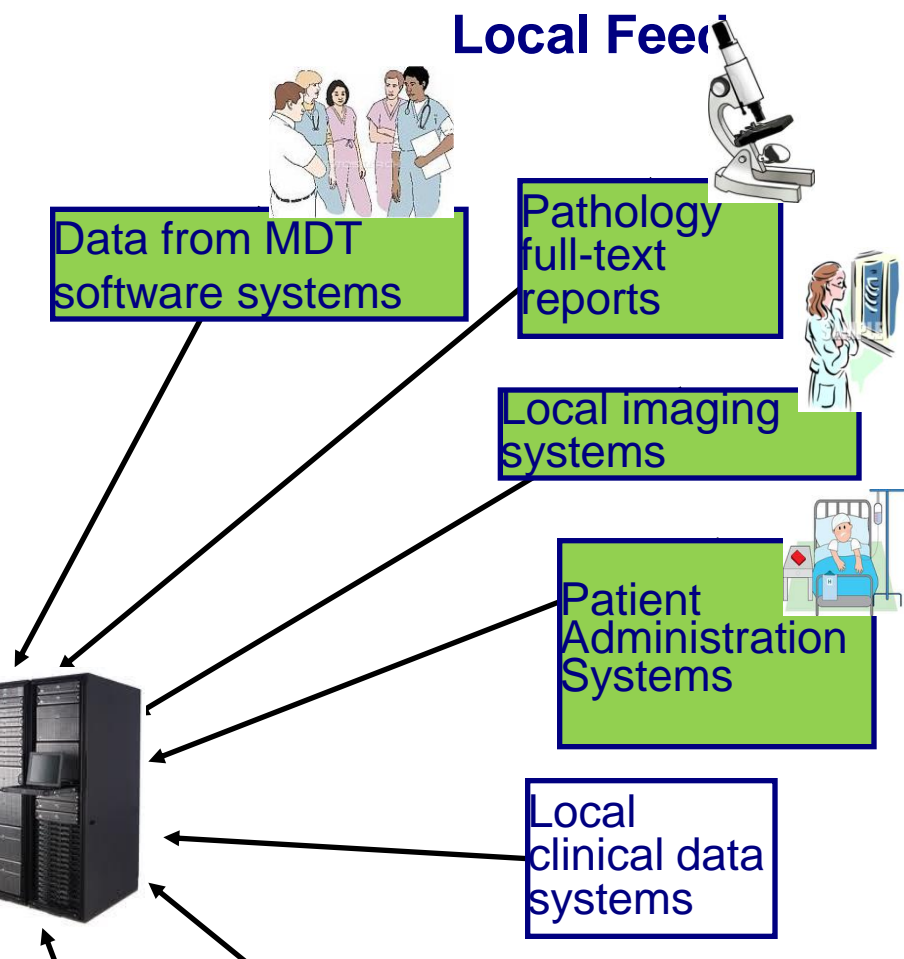 Local Feed
Data from MDT
software systems
Pathology
full-text
reports
Local imaging
systems
Patient
Administration
Systems
Local
clinical data
systems